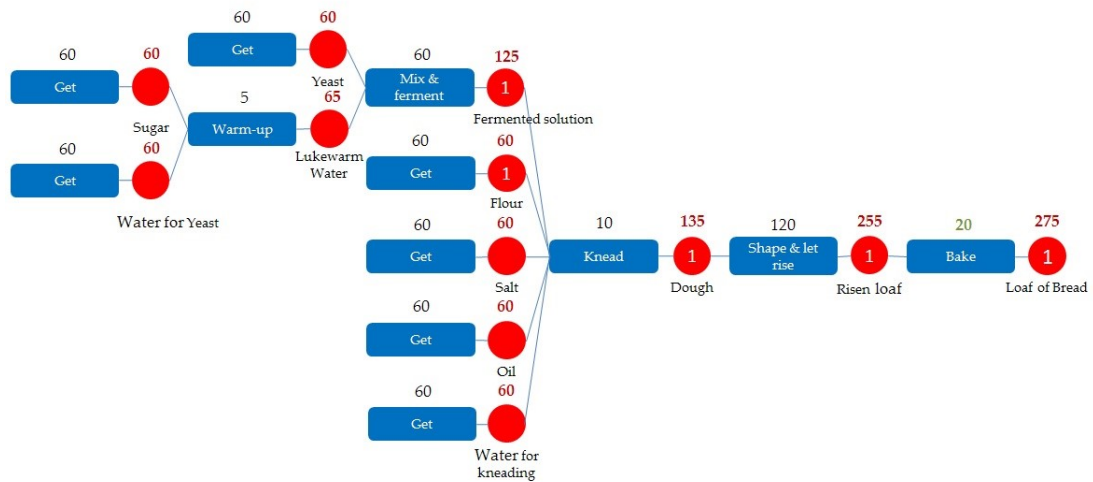 60
60
Get
Yeast
60
60
Get
Sugar
5
65
Warm-up
Lukewarm
Water
60
60
Get
Water for Yeast
60
125
Mix &
ferment
1
Fermented solution
60
60
Get
1
Flour
60
60
Get
Salt
60
60
Get
Oil
60
60
Get
Water for
kneading
10
135
Knead
1
Dough
120
255
Shape & let
rise
1
Risen loaf
20
275
Bake
1
Loaf of Bread